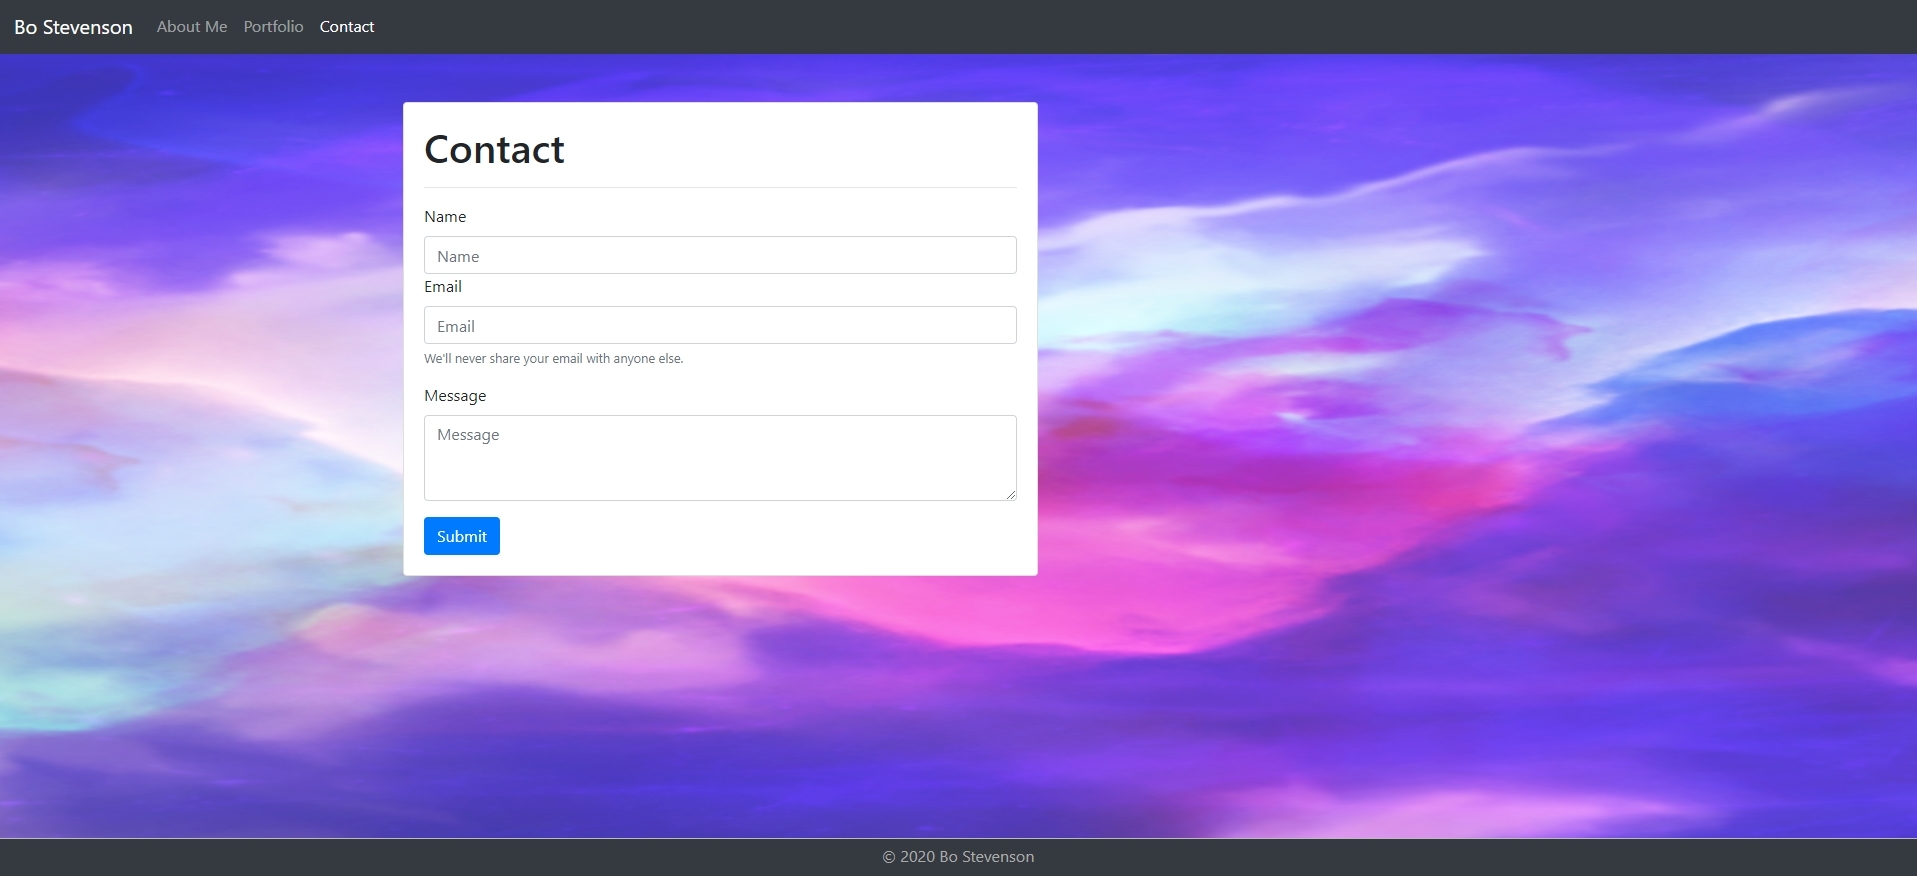 Bo Stevenson About Me Portfolio Contact
Contact
Name
Name
Email
Email
We'll never share your email with anyone else.
Message
Message
Submit
© 2020 Bo Stevenson